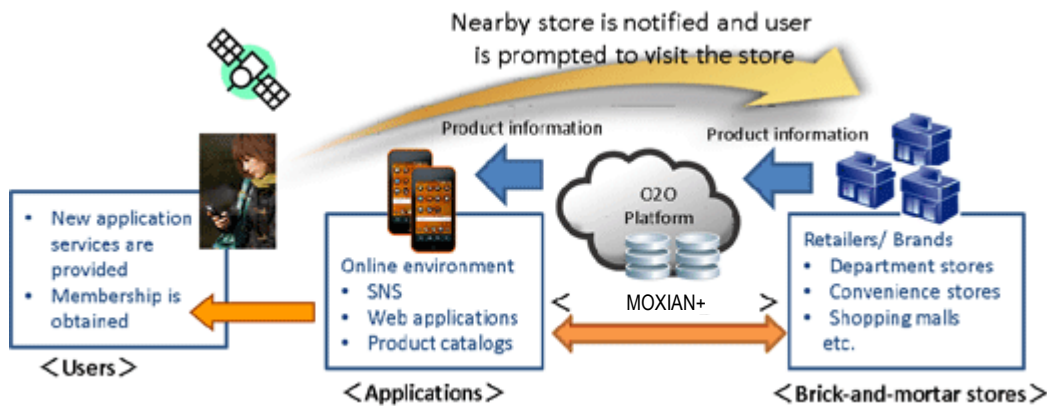 Nearby store is notified and user
is prompted to visit the store
Product information
Product information
O2O
Platform
• New application
services are
provided
• Membership is
obtained
<Users>
Online environment
• SNS
• Web applications
• Product catalogs
<Applications>
< MOXIAN+ >
Retailers/ Brands
• Department stores
• Convenience stores
• Shopping malls
etc.
<Brick-and-mortar stores>